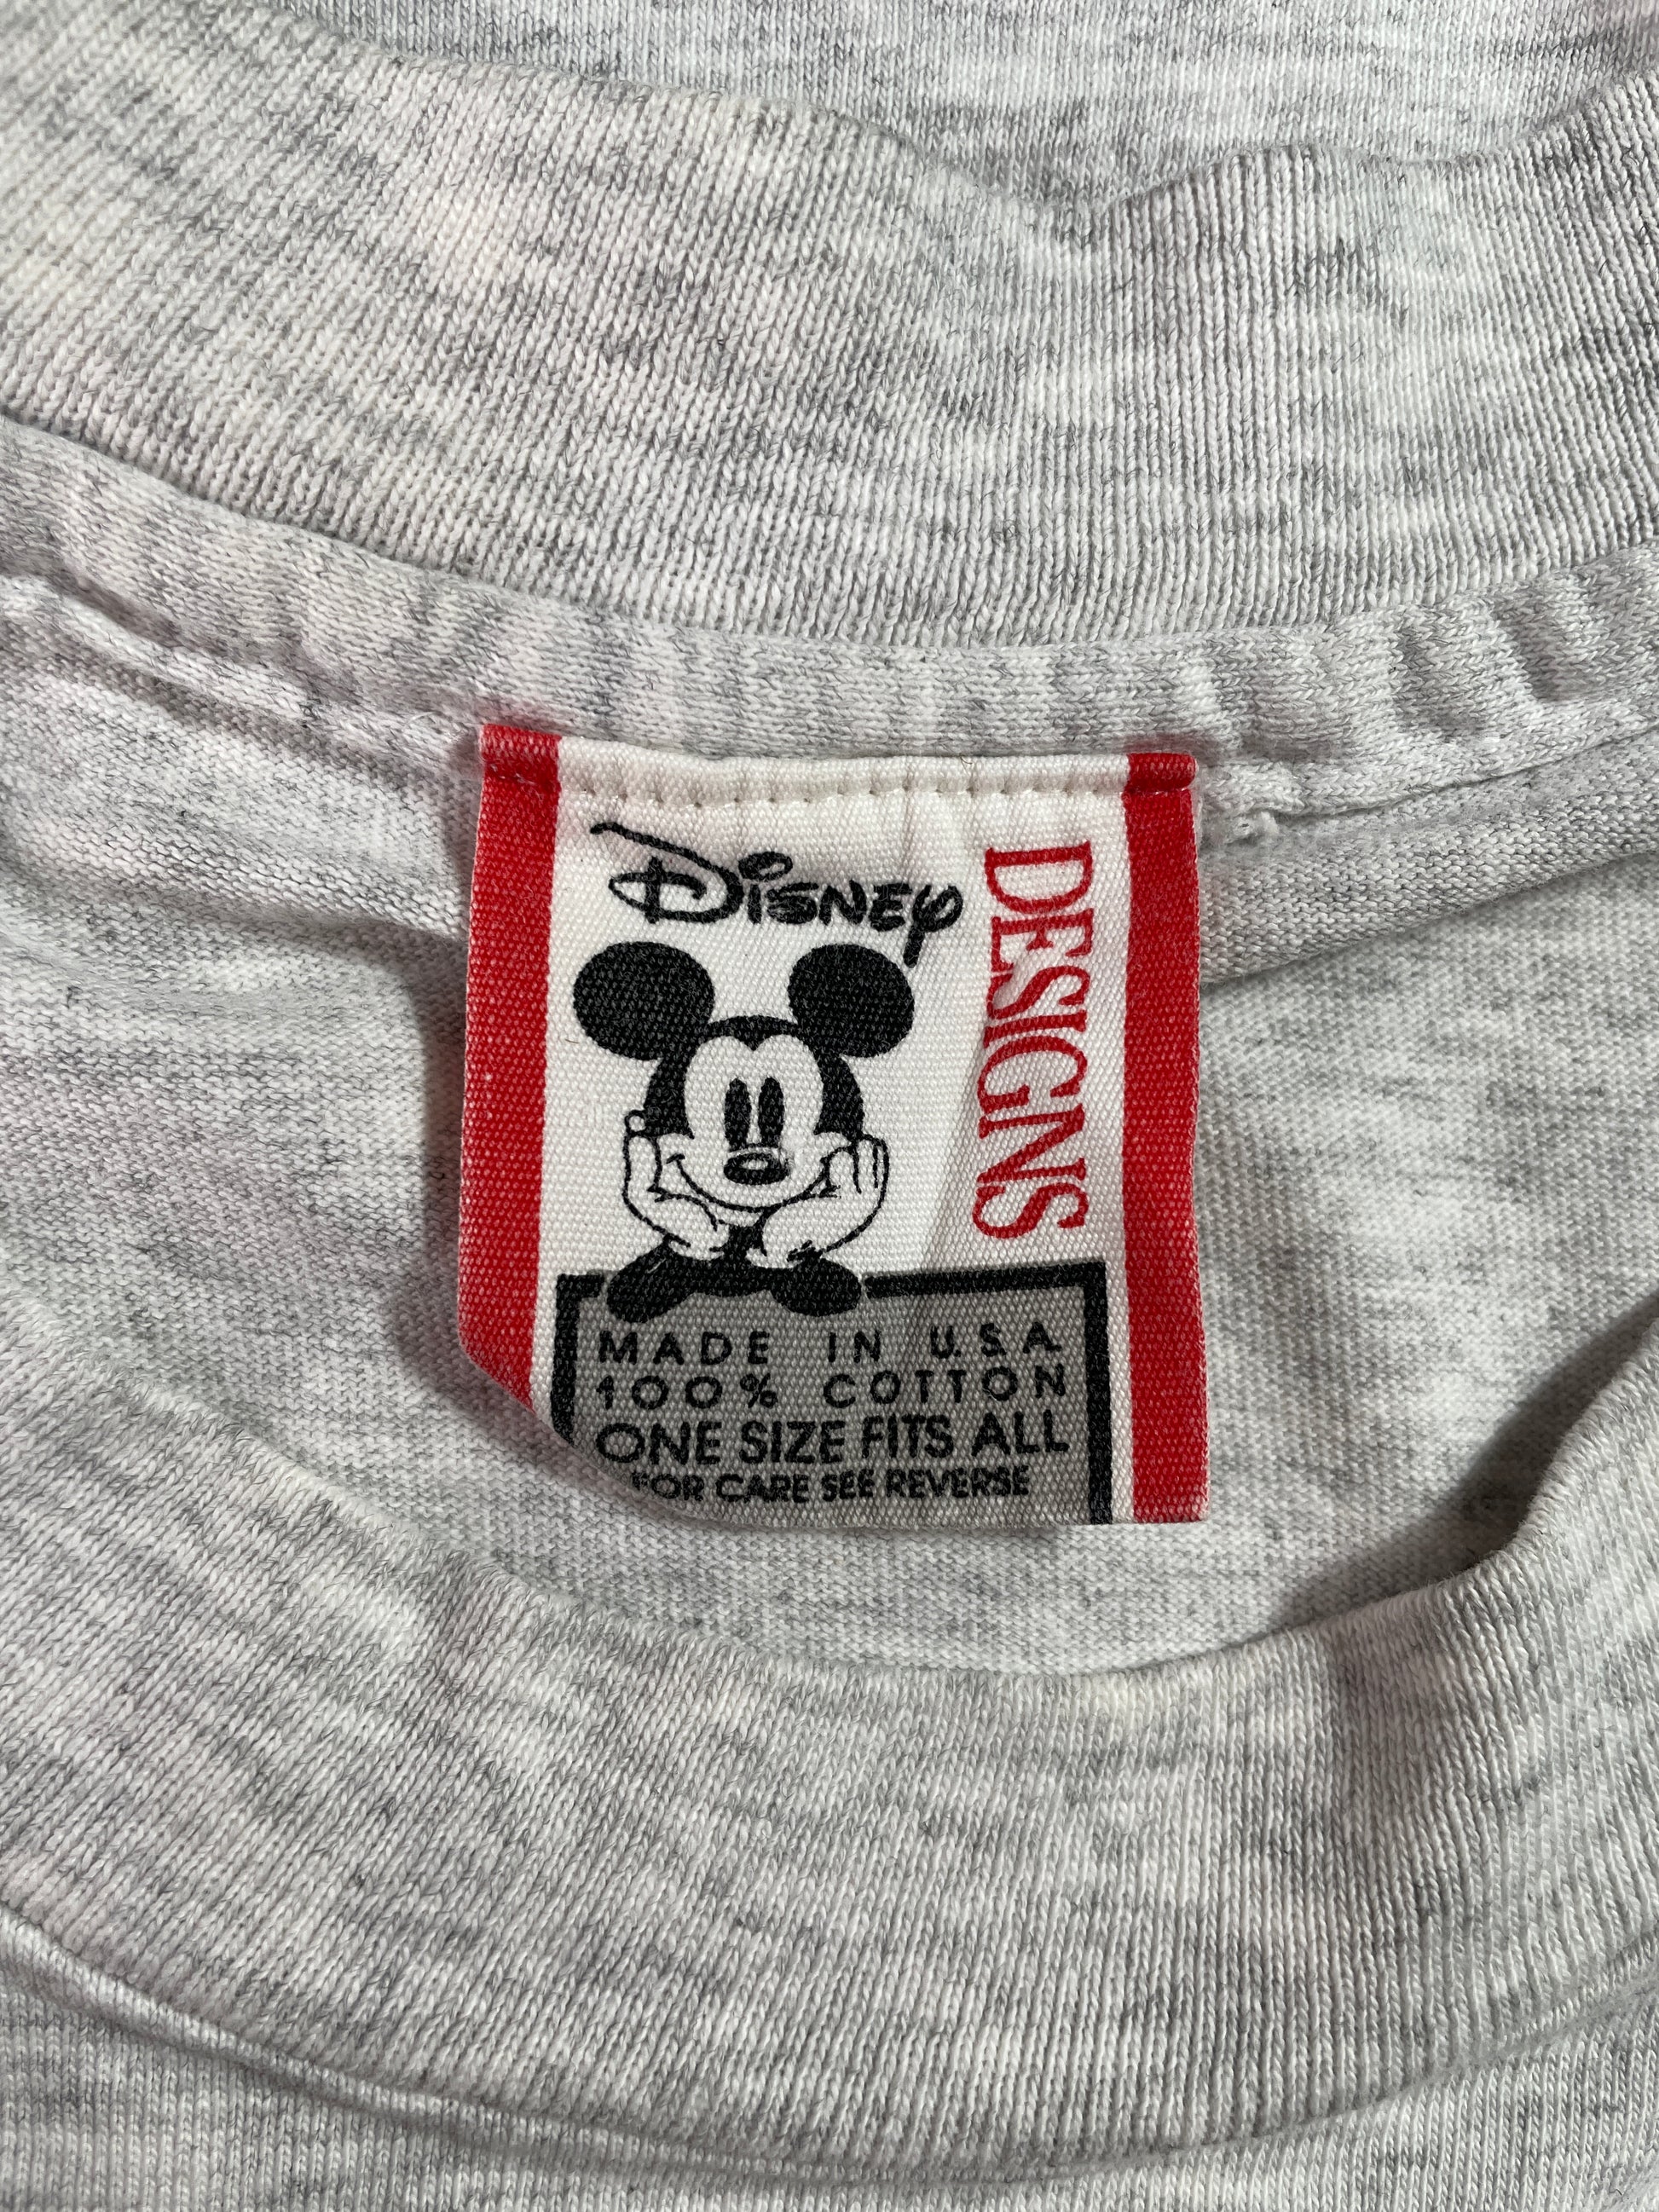 Disney
DESIGNS
MADE IN U.S.A.
100% COTTON
ONE SIZE FITS ALL
FOR CARE SEE REVERSE